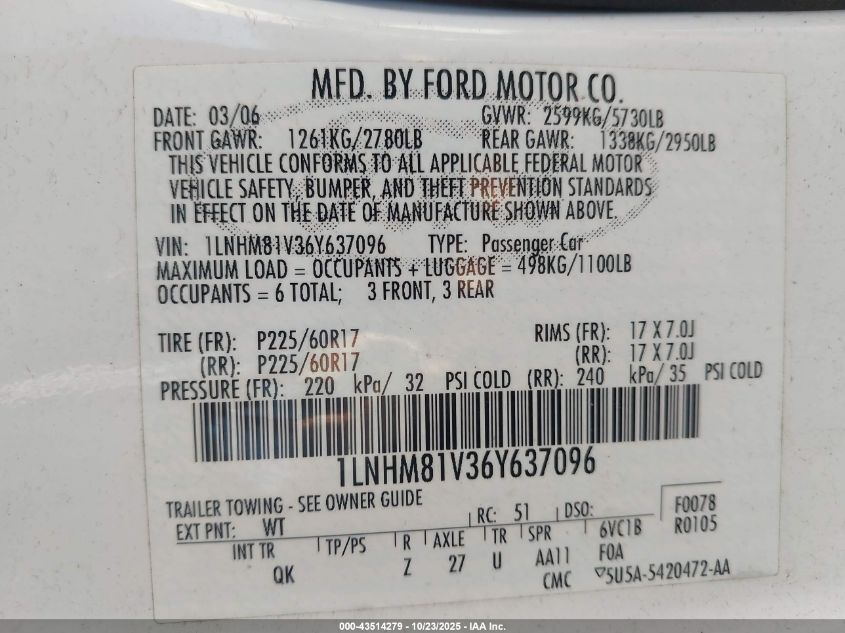 MFD. BY FORD MOTOR CO.
DATE: 03/06 GVWR: 2599KG/5730LB
FRONT GAWR: 1261KG/2780LB REAR GAWR: 1338KG/2950LB
THIS VEHICLE CONFORMS TO ALL APPLICABLE FEDERAL MOTOR
VEHICLE SAFETY, BUMPER, AND THEFT PREVENTION STANDARDS
IN EFFECT ON THE DATE OF MANUFACTURE SHOWN ABOVE.
VIN: 1LNHM81V36Y637096 TYPE: Passenger Car
MAXIMUM LOAD = OCCUPANTS + LUGGAGE = 498KG/1100LB
OCCUPANTS = 6 TOTAL; 3 FRONT, 3 REAR
TIRE (FR): P225/60R17 RIMS (FR): 17 X 7.0J
(RR): P225/60R17 (RR): 17 X 7.0J
PRESSURE (FR): 220 kPa/ 32 PSI COLD (RR): 240 kPa/ 35 PSI COLD
1LNHM81V36Y637096
TRAILER TOWING - SEE OWNER GUIDE
EXT PNT: WT RC: 51 DSO: F0078
R0105
INT TR TP/PS R AXLE TR SPR 6VC1B
QK Z 27 U AA11 F0A
CMC 5U5A-5420472-AA
000-43514279 | 10/23/2025 | IAA Inc.